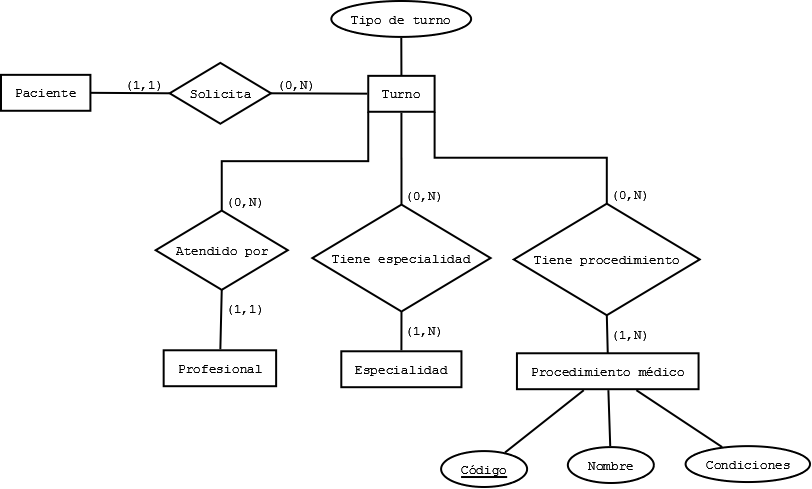 Tipo de turno
Paciente
(1,1)
Solicita
(0,N)
Turno
(0,N)
(0,N)
(0,N)
Atendido por
Tiene especialidad
Tiene procedimiento
(1,1)
(1,N)
(1,N)
Profesional
Especialidad
Procedimiento médico
Código
Nombre
Condiciones